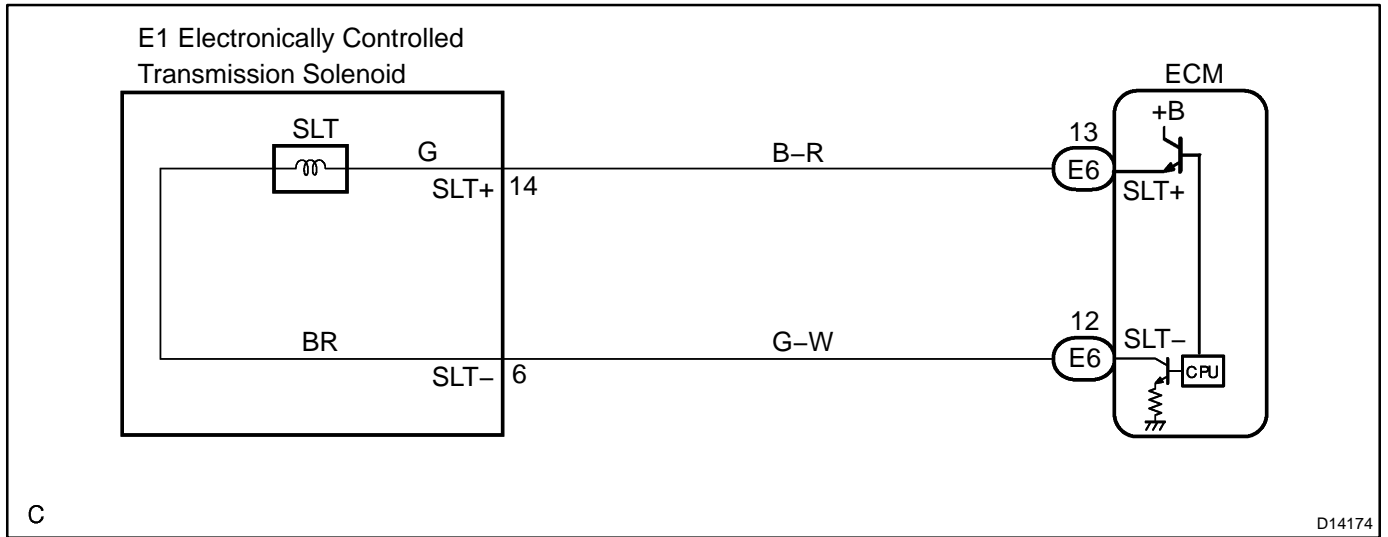 E1 Electronically Controlled
Transmission Solenoid
ECM
+B
SLT
13
G
B−R
E6
SLT+
14
SLT+
12
BR
G−W
SLT−
E6
CPU
SLT−
6
C
D14174